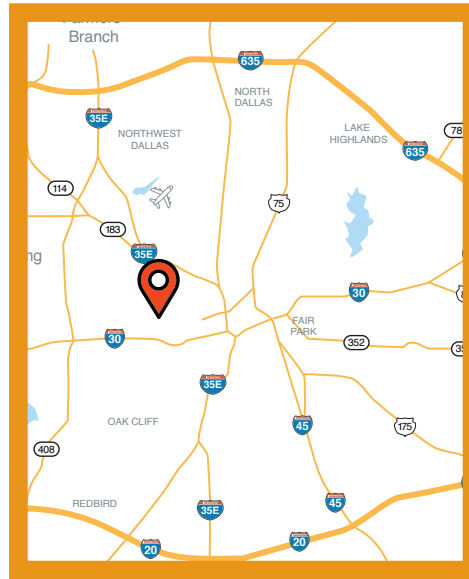 Branch
635
35E
NORTH
DALLAS
NORTHWEST
DALLAS
LAKE
HIGHLANDS
78
635
114
75
183
35E
ng
30
FAIR
PARK
30
352
35E
OAK CLIFF
45
175
408
REDBIRD
35E
45
20
20